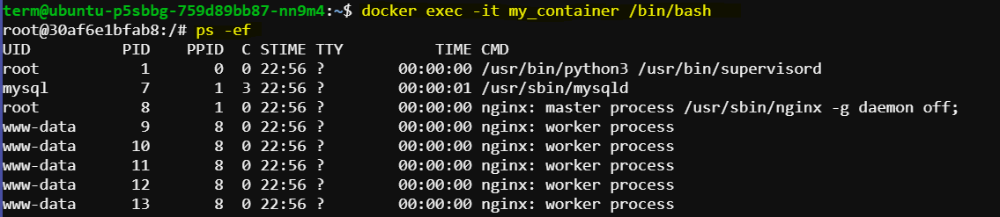 term@ubuntu-p5sbbg-759d89bb87-nn9m4:~$ docker exec -it my_container /bin/bash
root@30af6e1bfab8:/# ps -ef
UID PID PPID C STIME TTY TIME CMD
root 1 0 0 22:56 ? 00:00:00 /usr/bin/python3 /usr/bin/supervisord
mysql 7 1 3 22:56 ? 00:00:01 /usr/sbin/mysqld
root 8 1 0 22:56 ? 00:00:00 nginx: master process /usr/sbin/nginx -g daemon off;
www-data 9 8 0 22:56 ? 00:00:00 nginx: worker process
www-data 10 8 0 22:56 ? 00:00:00 nginx: worker process
www-data 11 8 0 22:56 ? 00:00:00 nginx: worker process
www-data 12 8 0 22:56 ? 00:00:00 nginx: worker process
www-data 13 8 0 22:56 ? 00:00:00 nginx: worker process